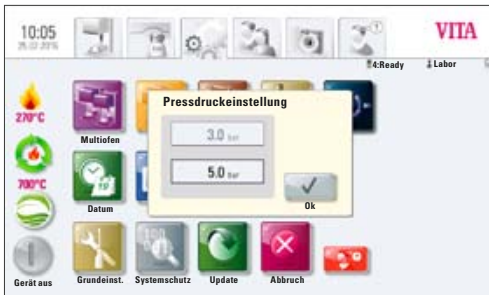 10:05
VITA
4:Ready
Labor
Pressdruckeinstellung
270°C
3.0 bar
Multiofen
5.0 bar
700°C
Ok
Datum
Gerät aus
Grundeinst.
Systemschutz
Update
Abbruch